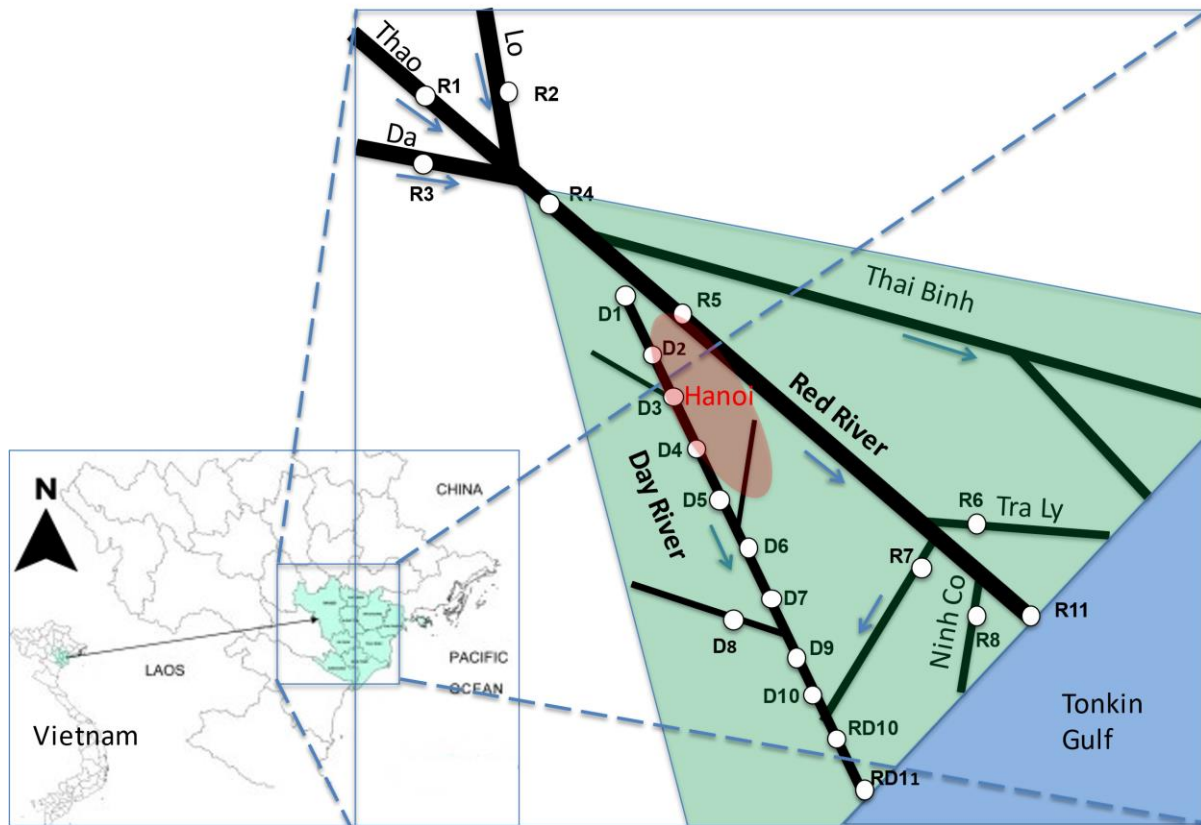 Thao
Lo
R1
R2
Da
R3
R4
Thai Binh
R5
D1
D2
Hanoi
D3
Red River
D4
Day River
D5
R6
Tra Ly
D6
R7
D7
Ninh Co
R8
R11
D8
D9
D10
RD10
RD11
Tonkin
Gulf
N
CHINA
LAOS
PACIFIC
OCEAN
Vietnam